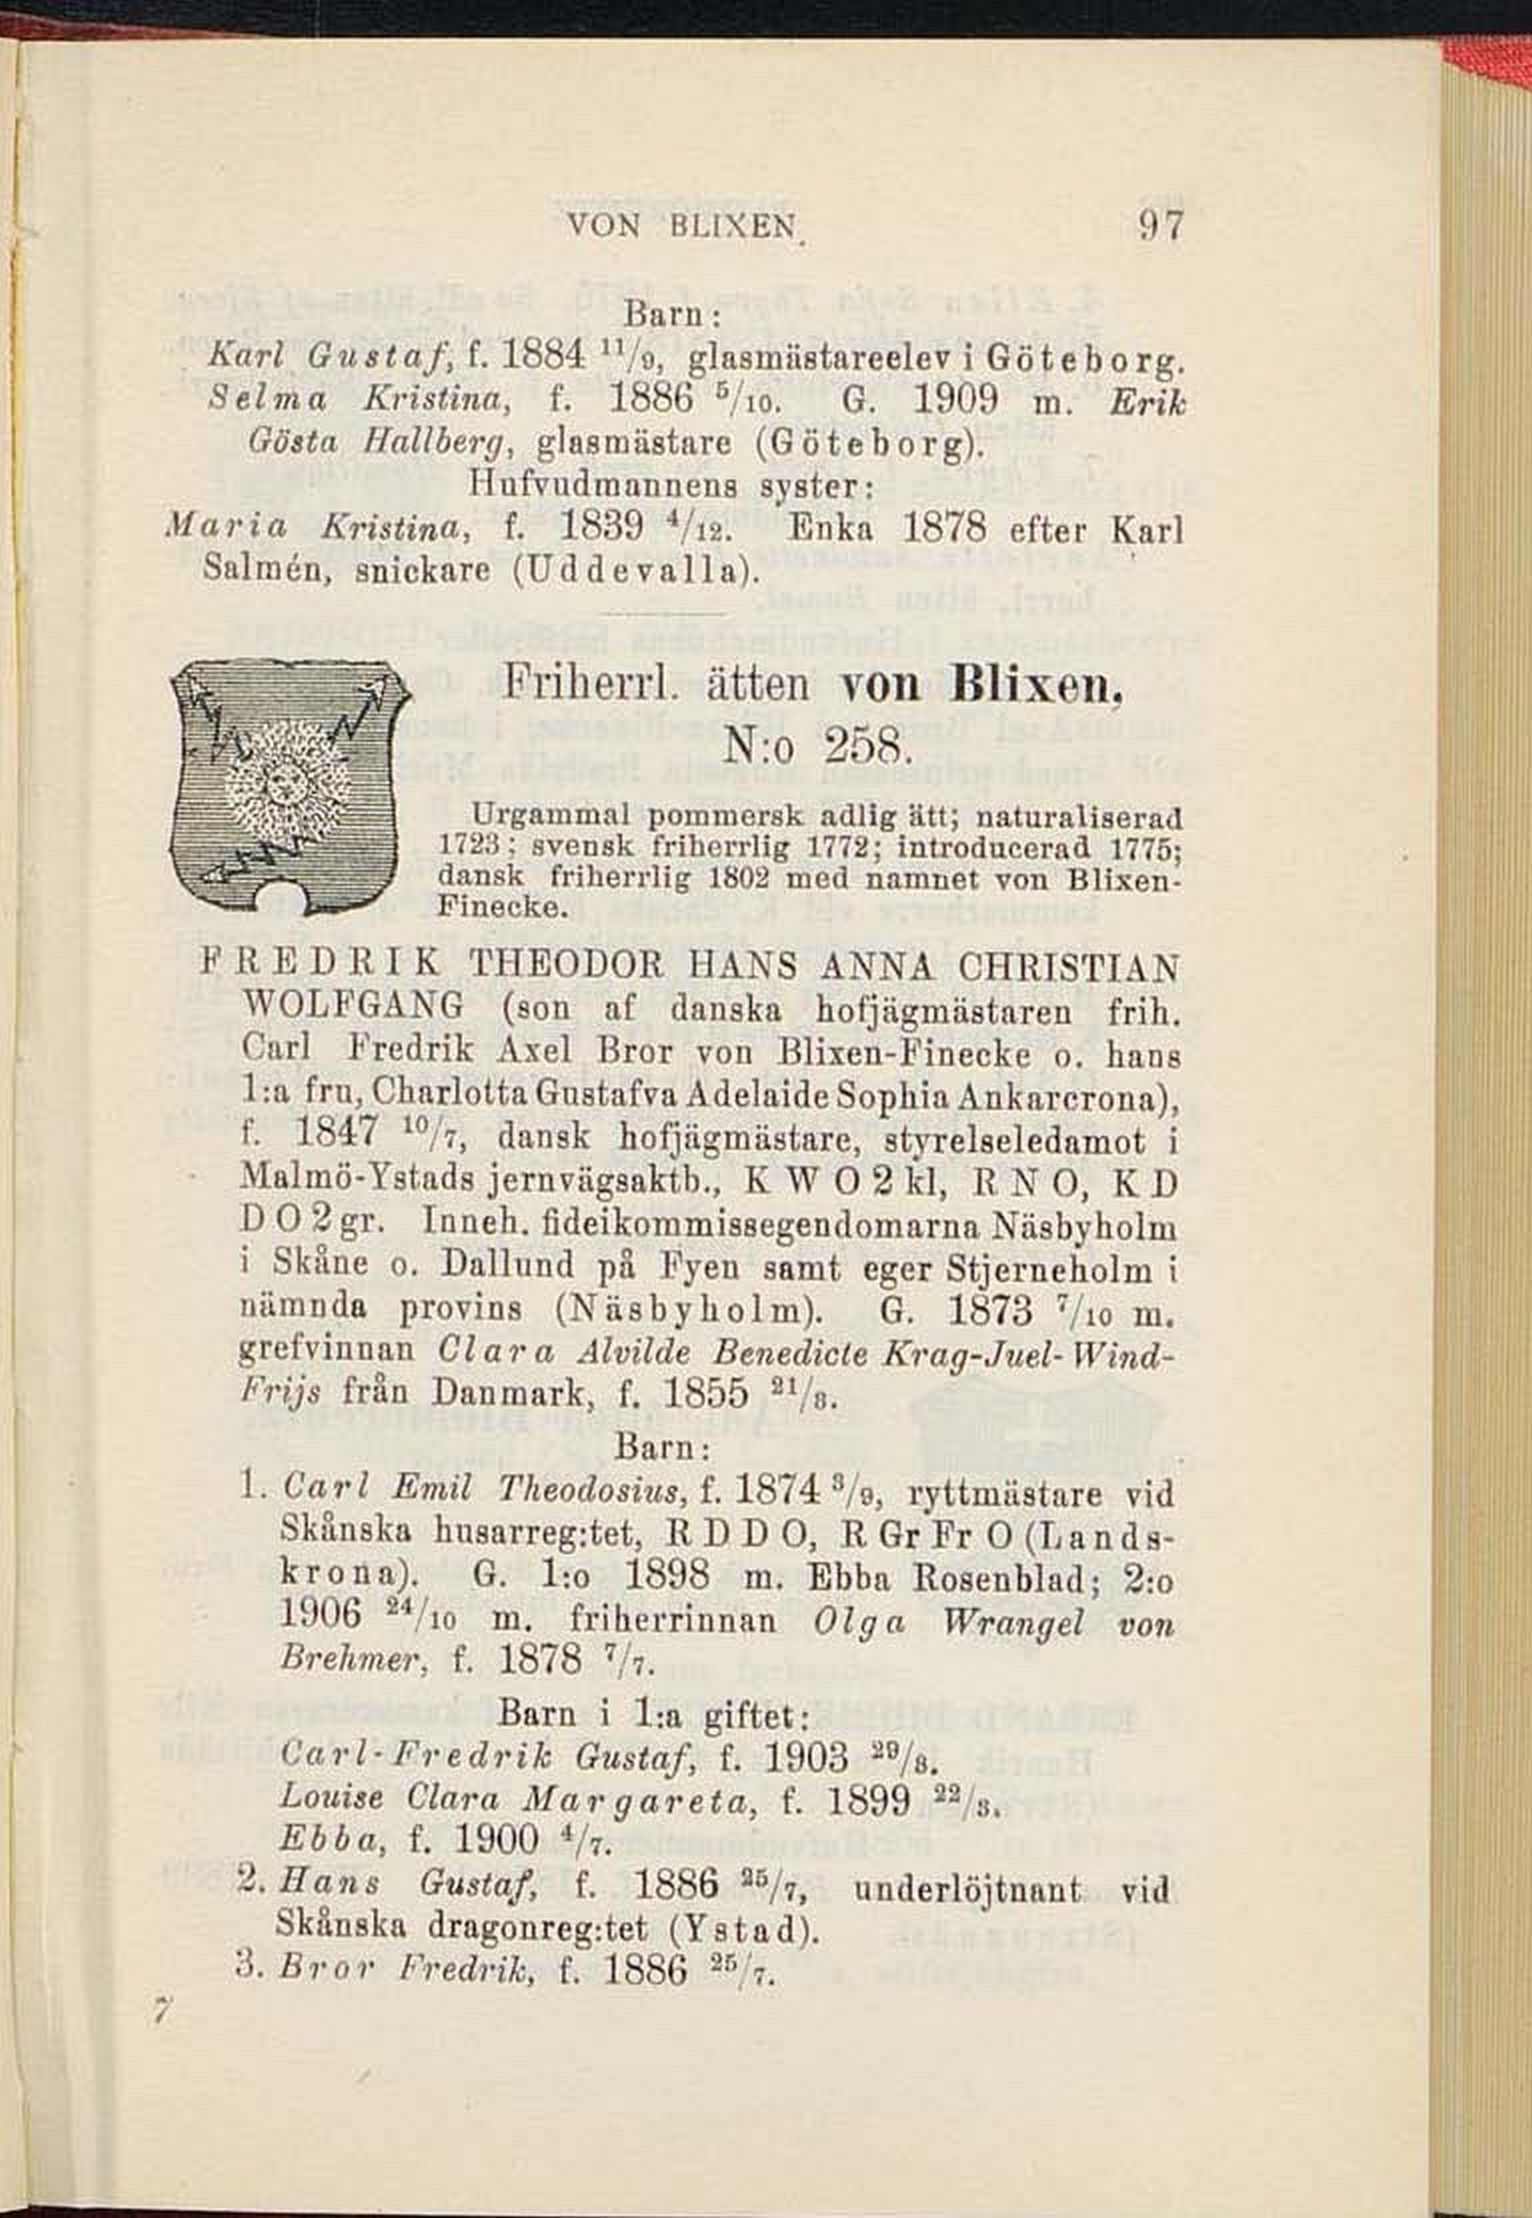 VON BLIXEN. 97
Barn:
Karl Gustaf, f. 1884 11/9, glasmästareelev i Göteborg.
Selma Kristina, f. 1886 5/10. G. 1909 m. Erik
Gösta Hallberg, glasmästare (Göteborg).
Hufvudmannens syster:
Maria Kristina, f. 1839 4/12. Enka 1878 efter Karl
Salmén, snickare (Uddevalla).
Friherrl. ätten von Blixen,
N:o 258.
Urgammal pommersk adlig ätt; naturaliserad
1723; svensk friherrlig 1772; introducerad 1775;
dansk friherrlig 1802 med namnet von Blixen-
Finecke.
FREDRIK THEODOR HANS ANNA CHRISTIAN
WOLFGANG (son af danska hofjägmästaren frih.
Carl Fredrik Axel Bror von Blixen-Finecke o. hans
1:a fru, Charlotta Gustafva Adelaide Sophia Ankarcrona),
f. 1847 10/7, dansk hofjägmästare, styrelseledamot i
Malmö-Ystads jernvägsaktb., K W O 2 kl, R N O, K D
D O 2 gr. Inneh. fideikommissegendomarna Näsbyholm
i Skåne o. Dallund på Fyen samt eger Stjerneholm i
nämnda provins (Näsbyholm). G. 1873 7/10 m.
grefvinnan Clara Alvilde Benedicte Krag-Juel-Wind-
Frijs från Danmark, f. 1855 21/8.
Barn:
1. Carl Emil Theodosius, f. 1874 3/9, ryttmästare vid
Skånska husarreg:tet, R D D O, R Gr Fr O (Lands-
krona). G. 1:o 1898 m. Ebba Rosenblad; 2:o
1906 24/10 m. friherrinnan Olga Wrangel von
Brehmer, f. 1878 7/7.
Barn i 1:a giftet:
Carl-Fredrik Gustaf, f. 1903 29/8.
Louise Clara Margareta, f. 1899 22/3.
Ebba, f. 1900 4/7.
2. Hans Gustaf, f. 1886 25/7, underlöjtnant vid
Skånska dragonreg:tet (Ystad).
3. Bror Fredrik, f. 1886 25/7.
7